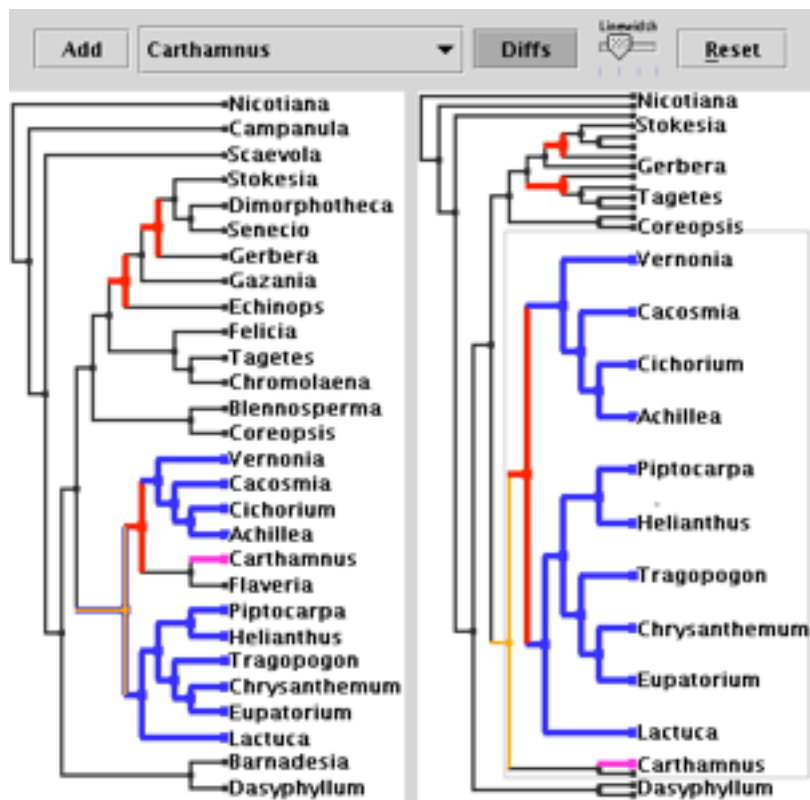 Add
Carthamnus
Diffs
Linewidth
Reset
Nicotiana
Campanula
Scaevola
Stokesia
Dimorphotheca
Senecio
Gerbera
Gazania
Echinops
Felicia
Tagetes
Chromolaena
Blennosperma
Coreopsis
Vernonia
Cacosmia
Cichorium
Achillea
Carthamnus
Flaveria
Piptocarpa
Helianthus
Tragopogon
Chrysanthemum
Eupatorium
Lactuca
Barnadesia
Dasyphyllum
Nicotiana
Stokesia
Gerbera
Tagetes
Coreopsis
Vernonia
Cacosmia
Cichorium
Achillea
Piptocarpa
Helianthus
Tragopogon
Chrysanthemum
Eupatorium
Lactuca
Carthamnus
Dasyphyllum